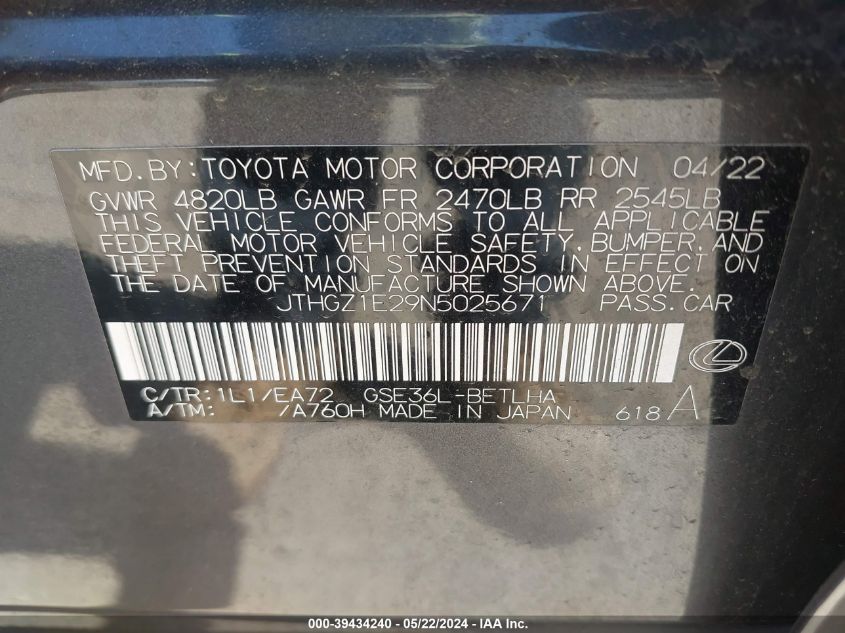 MFD.BY:TOYOTA MOTOR CORPORATION 04/22
GVWR 4820LB GAWR FR 2470LB RR 2545LB
THIS VEHICLE CONFORMS TO ALL APPLICABLE
FEDERAL MOTOR VEHICLE SAFETY,BUMPER,AND
THEFT PREVENTION STANDARDS IN EFFECT ON
THE DATE OF MANUFACTURE SHOWN ABOVE.
JTHGZ1E29N5025671 PASS.CAR
C/TR:1L1/EA72 GSE36L-BETLHA
A/TM: /A760H MADE IN JAPAN 618 A
000-39434240 - 05/22/2024 - IAA Inc.